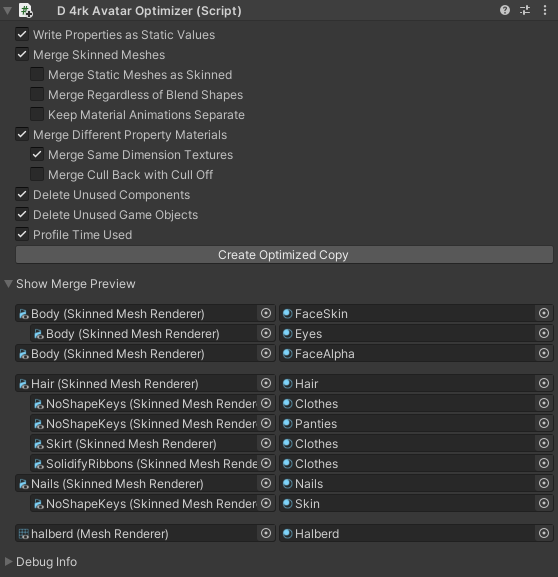 D 4rk Avatar Optimizer (Script)
Write Properties as Static Values
Merge Skinned Meshes
Merge Static Meshes as Skinned
Merge Regardless of Blend Shapes
Keep Material Animations Separate
Merge Different Property Materials
Merge Same Dimension Textures
Merge Cull Back with Cull Off
Delete Unused Components
Delete Unused Game Objects
Profile Time Used
Create Optimized Copy
Show Merge Preview
Body (Skinned Mesh Renderer) FaceSkin
Body (Skinned Mesh Renderer) Eyes
Body (Skinned Mesh Renderer) FaceAlpha
Hair (Skinned Mesh Renderer) Hair
NoShapeKeys (Skinned Mesh Render Clothes
NoShapeKeys (Skinned Mesh Render Panties
Skirt (Skinned Mesh Renderer) Clothes
SolidifyRibbons (Skinned Mesh Rende Clothes
Nails (Skinned Mesh Renderer) Nails
NoShapeKeys (Skinned Mesh Render Skin
halberd (Mesh Renderer) Halberd
Debug Info